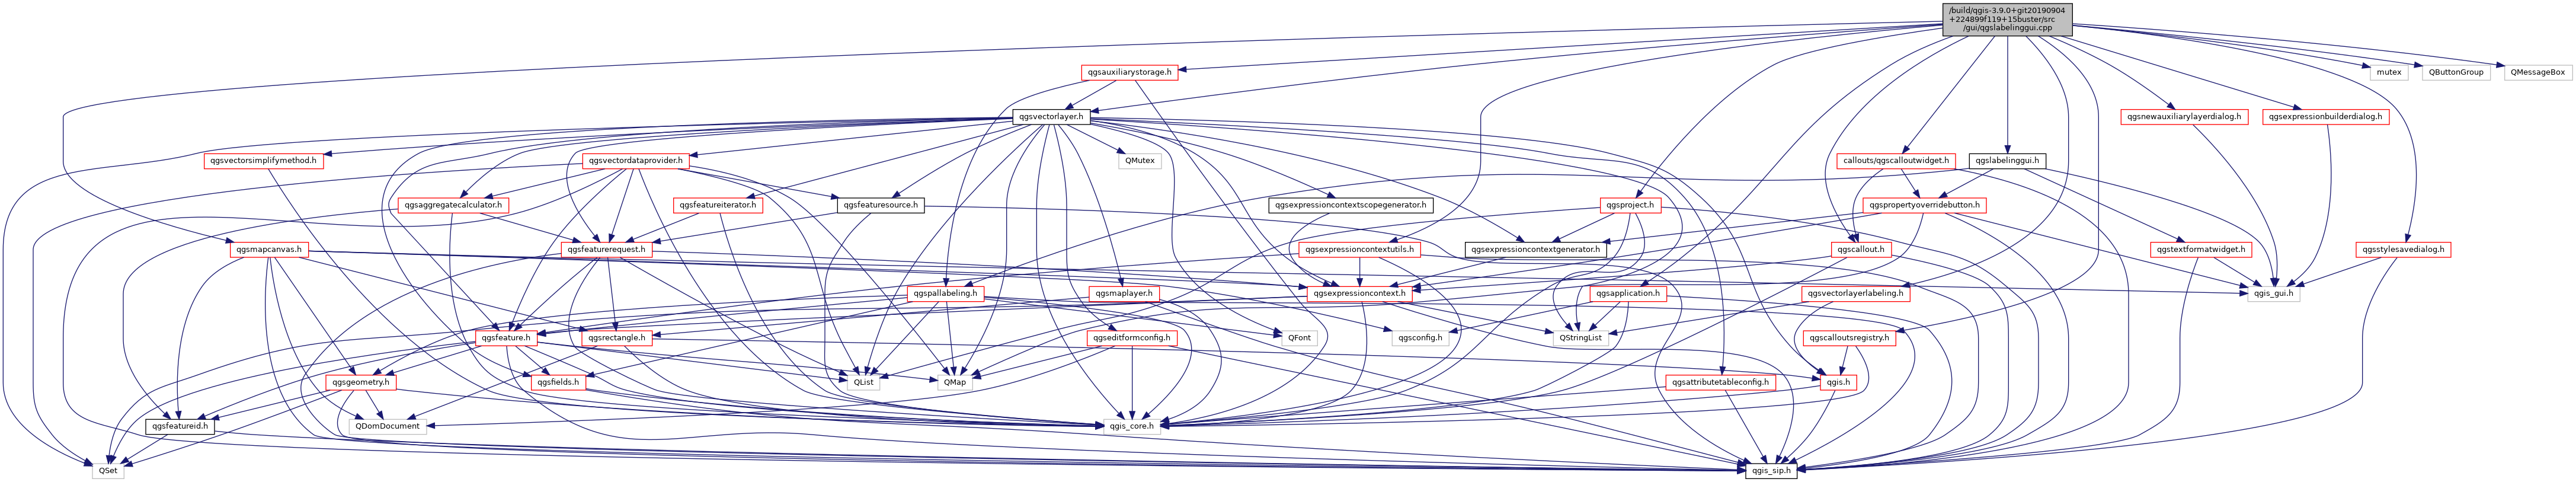 /build/qgis-3.9.0+git20190904
+224899f119+15buster/src
/gui/qgslabelinggui.cpp
qgsauxiliarystorage.h
mutex
QButtonGroup
QMessageBox
qgsvectorlayer.h
qgsnewauxiliarylayerdialog.h
qgsexpressionbuilderdialog.h
qgsvectorsimplifymethod.h
qgsvectordataprovider.h
QMutex
callouts/qgscalloutwidget.h
qgslabelinggui.h
qgsaggregatecalculator.h
qgsfeatureiterator.h
qgsfeaturesource.h
qgsexpressioncontextscopegenerator.h
qgsproject.h
qgspropertyoverridebutton.h
qgsmapcanvas.h
qgsfeaturerequest.h
qgsexpressioncontextutils.h
qgsexpressioncontextgenerator.h
qgscallout.h
qgstextformatwidget.h
qgsstylesavedialog.h
qgspallabeling.h
qgsmaplayer.h
qgsexpressioncontext.h
qgsapplication.h
qgsvectorlayerlabeling.h
qgis_gui.h
qgsfeature.h
qgsrectangle.h
qgseditformconfig.h
QFont
qgsconfig.h
QStringList
qgscalloutsregistry.h
qgsgeometry.h
qgsfields.h
QList
QMap
qgsattributetableconfig.h
qgis.h
qgsfeatureid.h
QDomDocument
qgis_core.h
QSet
qgis_sip.h